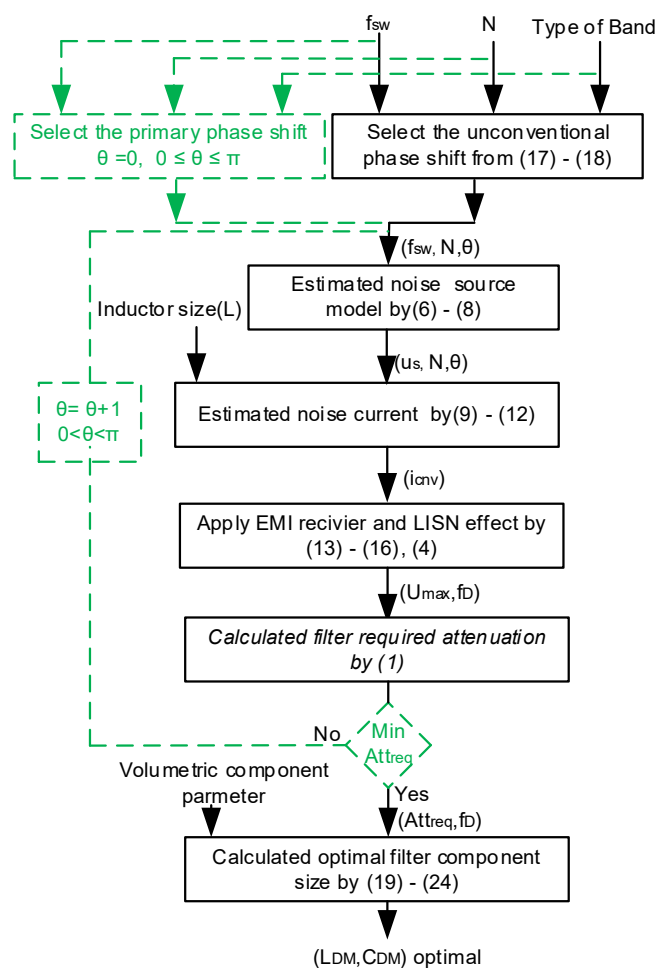 fsw
N
Type of Band
Select the primary phase shift
θ =0, 0 ≤ θ ≤ π
Select the unconventional
phase shift from (17) - (18)
(fsw, N,θ)
Estimated noise source
model by(6) - (8)
Inductor size(L)
(us, N,θ)
θ= θ+1
0<θ<π
Estimated noise current by(9) - (12)
(icnv)
Apply EMI recivier and LISN effect by
(13) - (16), (4)
(Umax,fD)
Calculated filter required attenuation
by (1)
No
Min
Attreq
Volumetric component
parmeter
Yes
(Attreq,fD)
Calculated optimal filter component
size by (19) - (24)
(LDM,CDM) optimal